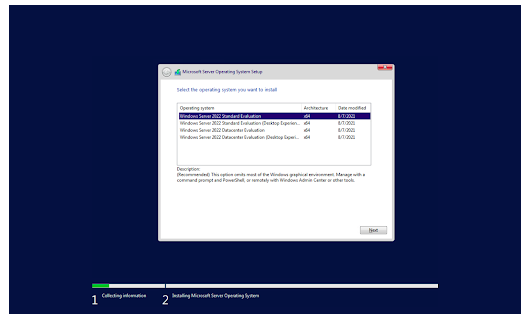 Microsoft Server Operating System Setup
Select the operating system you want to install
Operating system Architecture Date modified
Windows Server 2022 Standard Evaluation x64 8/7/2021
Windows Server 2022 Standard Evaluation (Desktop Experien... x64 8/7/2021
Windows Server 2022 Datacenter Evaluation x64 8/7/2021
Windows Server 2022 Datacenter Evaluation (Desktop Experi... x64 8/7/2021
Description:
(Recommended) This option omits most of the Windows graphical environment. Manage with a
command prompt and PowerShell, or remotely with Windows Admin Center or other tools.
Next
1 Collecting information 2 Installing Microsoft Server Operating System